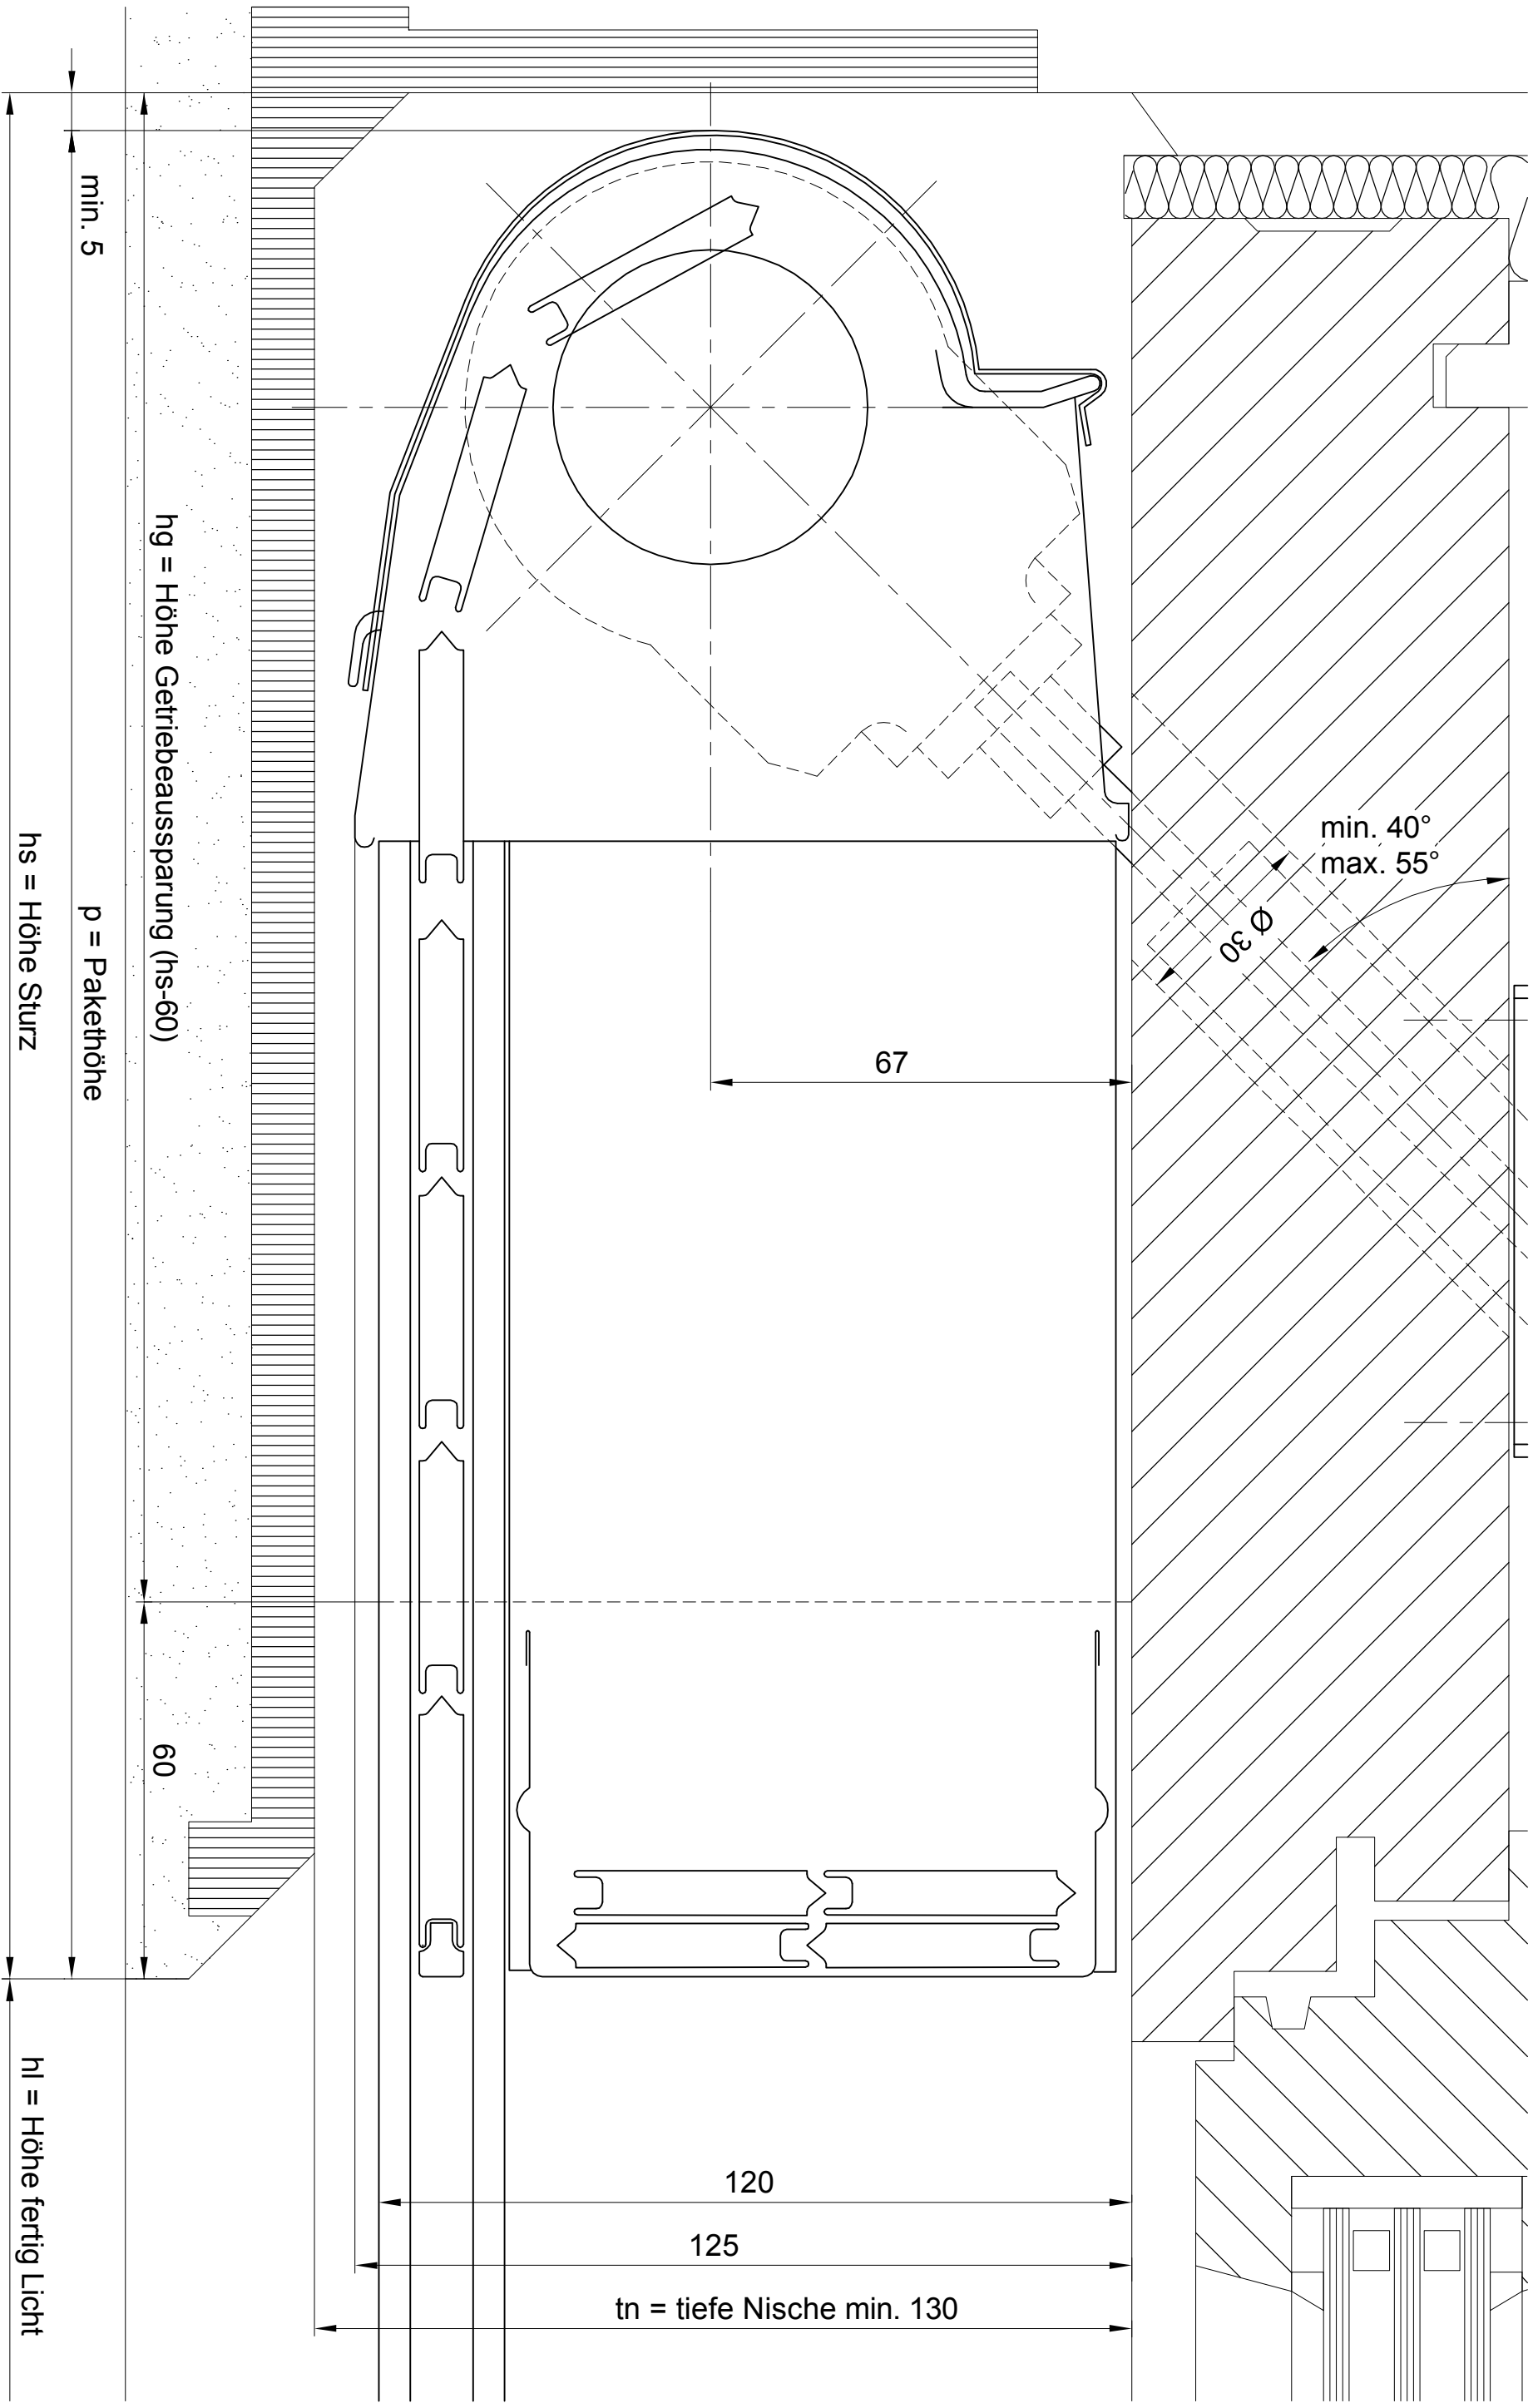 min. 5
hg = Höhe Getriebeaussparung (hs-60)
p = Pakethöhe
hs = Höhe Sturz
min. 40°
max. 55°
Ø 30
67
60
120
125
tn = tiefe Nische min. 130
hl = Höhe fertig Licht